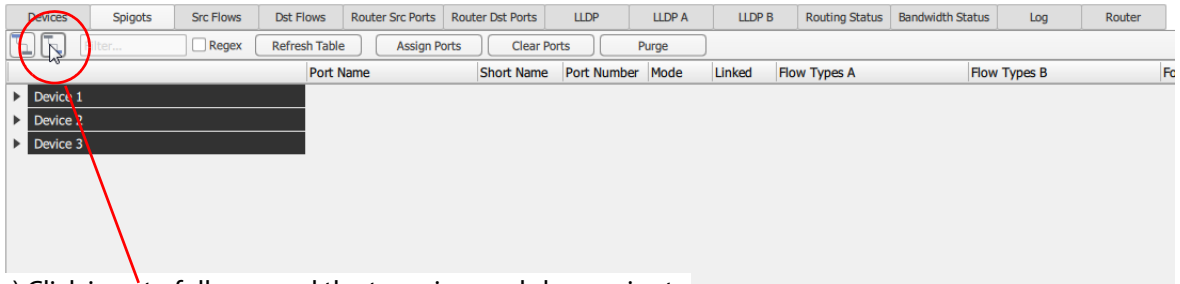 Devices Spigots Src Flows Dst Flows Router Src Ports Router Dst Ports LLDP LLDP A LLDP B Routing Status Bandwidth Status Log Router
Filter... Regex Refresh Table Assign Ports Clear Ports Purge
Port Name Short Name Port Number Mode Linked Flow Types A Flow Types B
Device 1
Device 2
Device 3